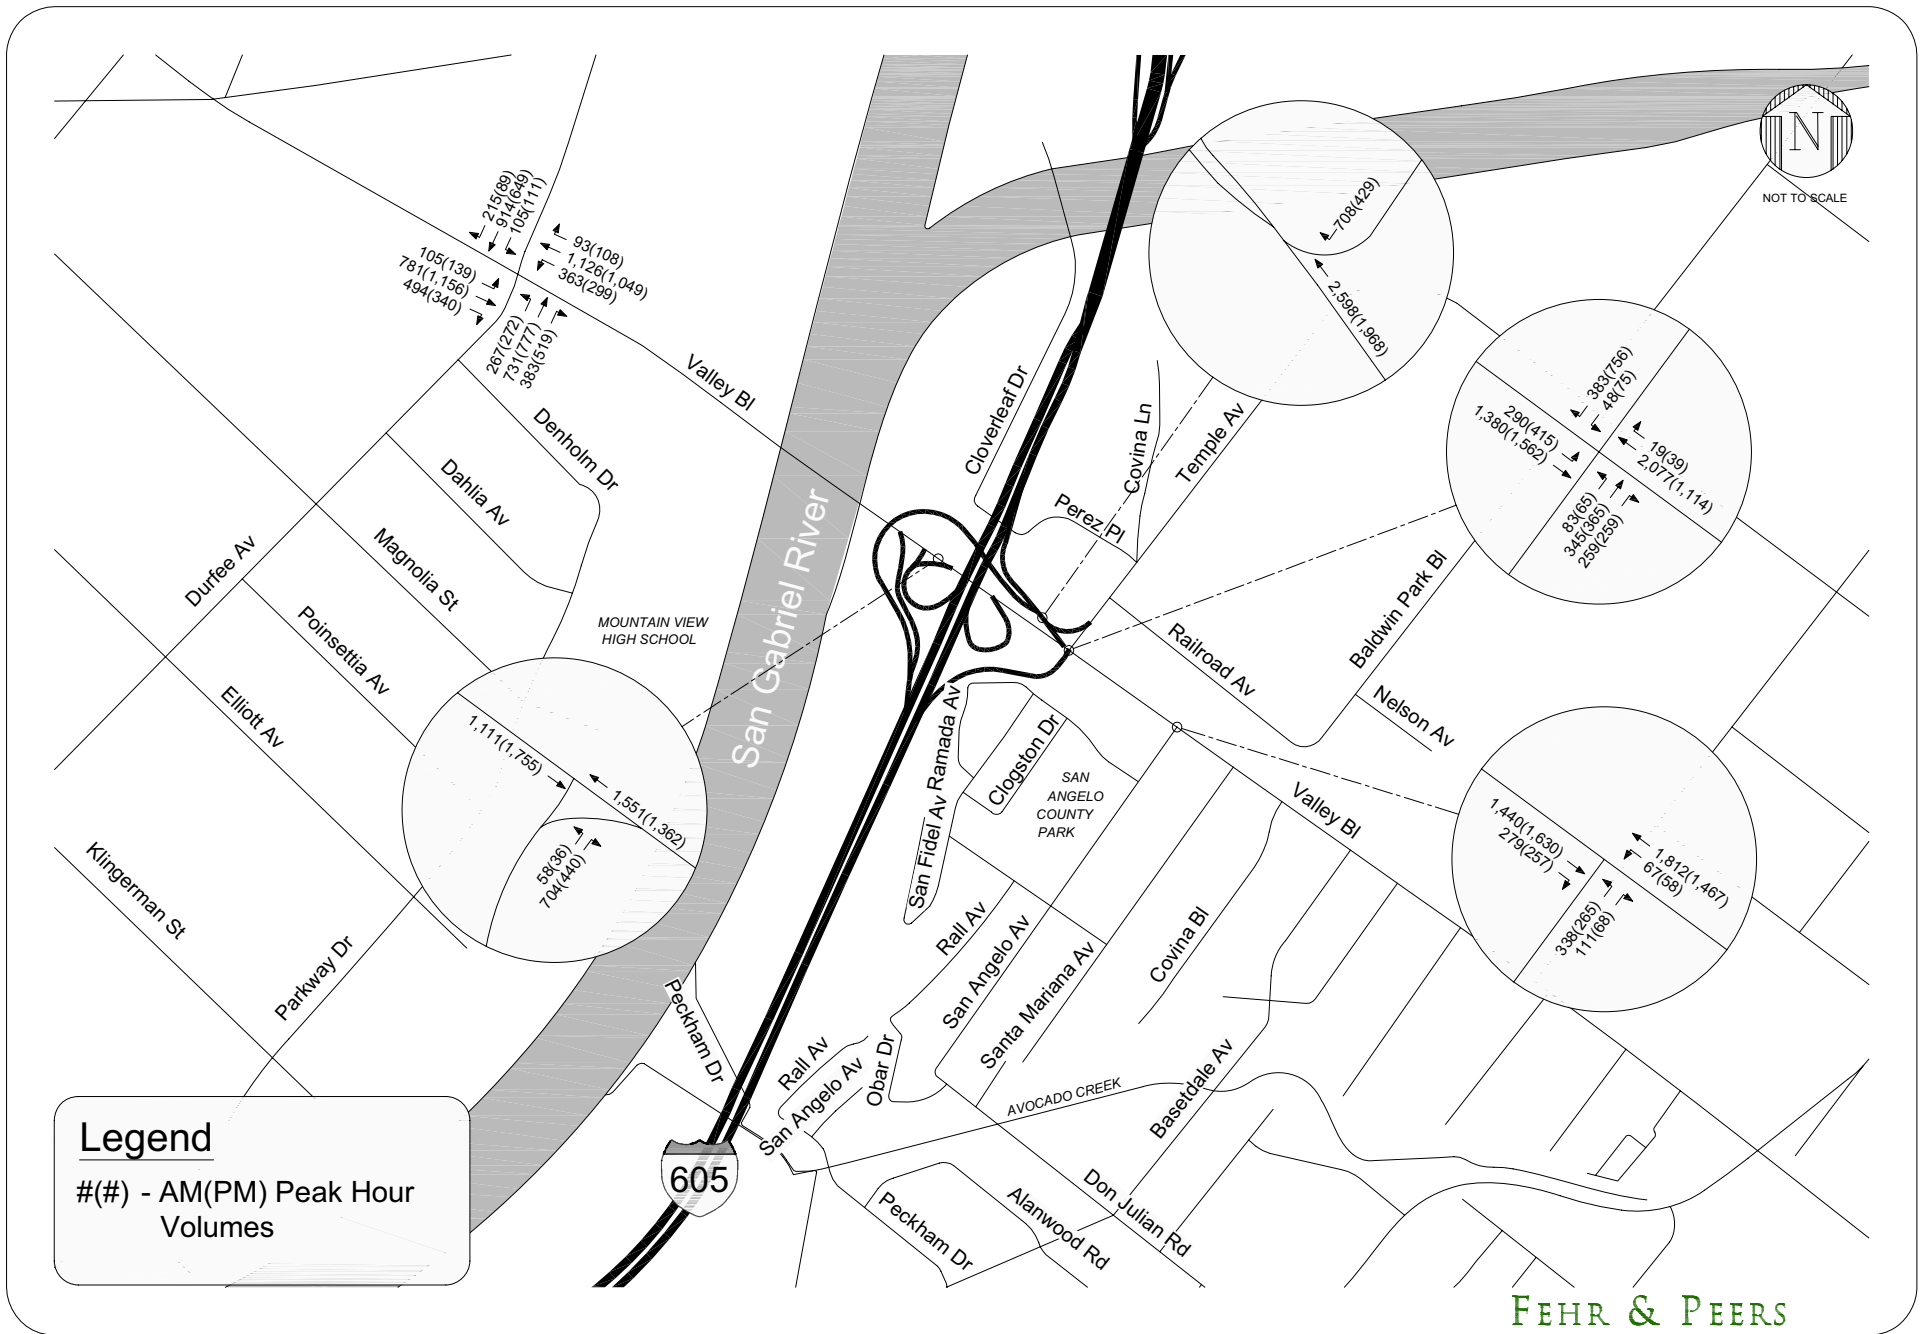 N
NOT TO SCALE
215(89)
914(649)
105(111)
93(108)
1,126(1,049)
363(299)
105(139)
781(1,156)
494(340)
267(272)
731(777)
383(519)
708(429)
2,598(1,968)
383(756)
48(75)
290(415)
1,380(1,562)
19(39)
2,077(1,114)
83(65)
345(365)
259(259)
Valley Bl
Cloverleaf Dr
Covina Ln
Temple Av
Perez Pl
Denholm Dr
Dahlia Av
Magnolia St
Durfee Av
Poinsettia Av
Elliott Av
Klingerman St
Parkway Dr
MOUNTAIN VIEW
HIGH SCHOOL
San Gabriel River
Railroad Av
Baldwin Park Bl
Nelson Av
1,111(1,755)
1,551(1,362)
58(36)
704(440)
Ramada Av
San Fidel Av
Clogston Dr
SAN
ANGELO
COUNTY
PARK
Valley Bl
1,440(1,630)
279(257)
1,812(1,467)
67(58)
338(265)
111(68)
Rall Av
San Angelo Av
Santa Mariana Av
Covina Bl
Basetdale Av
Peckham Dr
Rall Av
San Angelo Av
Obar Dr
AVOCADO CREEK
605
Peckham Dr
Alanwood Rd
Don Julian Rd
Legend
#(#) - AM(PM) Peak Hour
Volumes
FEHR & PEERS